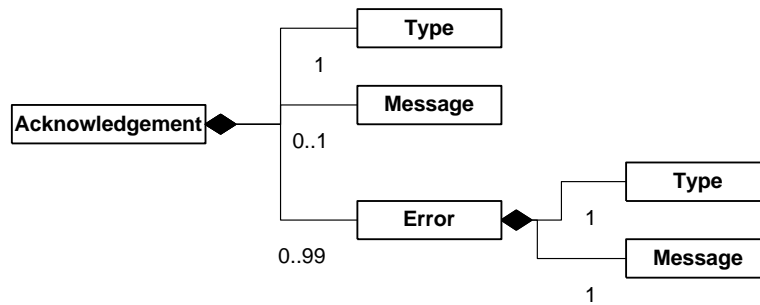 Type
1
Message
Acknowledgement
0..1
Type
Error
1
0..99
Message
1